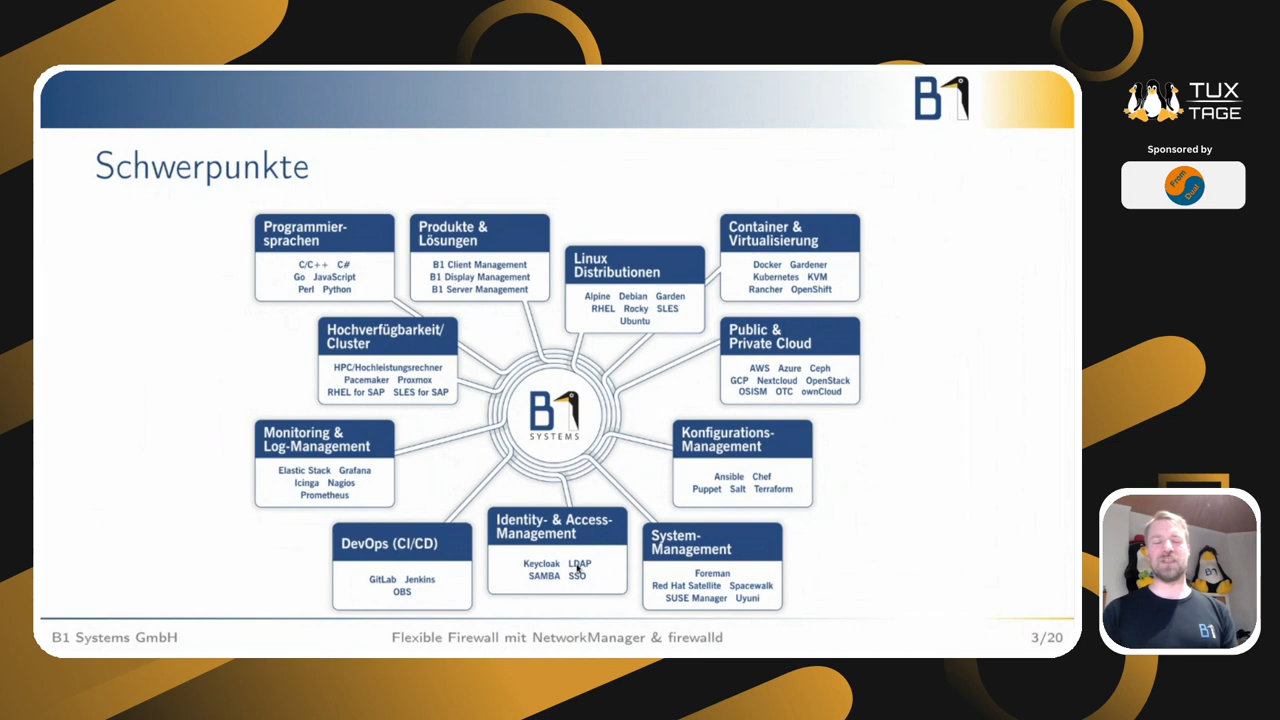 B1
TUX
TAGE
Sponsored by
From
Dual
Schwerpunkte
Programmier-
sprachen
C/C++ C#
Go JavaScript
Perl Python
Produkte &
Lösungen
B1 Client Management
B1 Display Management
B1 Server Management
Linux
Distributionen
Alpine Debian Garden
RHEL Rocky SLES
Ubuntu
Container &
Virtualisierung
Docker Gardener
Kubernetes KVM
Rancher OpenShift
Hochverfügbarkeit/
Cluster
HPC/Hochleistungsrechner
Pacemaker Proxmox
RHEL for SAP SLES for SAP
Public &
Private Cloud
AWS Azure Ceph
GCP Nextcloud OpenStack
OSISM OTC ownCloud
B1
SYSTEMS
Monitoring &
Log-Management
Elastic Stack Grafana
Icinga Nagios
Prometheus
Konfigurations-
Management
Ansible Chef
Puppet Salt Terraform
DevOps (CI/CD)
GitLab Jenkins
OBS
Identity- & Access-
Management
Keycloak LDAP
SAMBA SSO
System-
Management
Foreman
Red Hat Satellite Spacewalk
SUSE Manager Uyuni
B1
B1 Systems GmbH
Flexible Firewall mit NetworkManager & firewalld
3/20